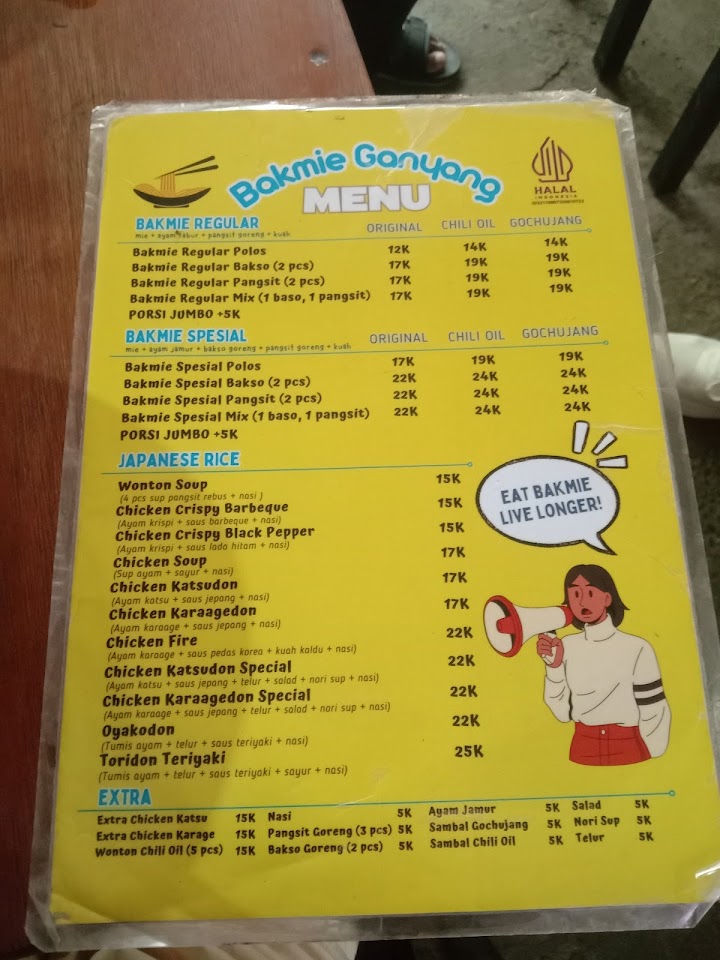 Bakmie Ganyang
MENU
HALAL
INDONESIA
BAKMIE REGULAR ORIGINAL CHILI OIL GOCHUJANG
mie + ayam jamur + pangsit goreng + kuah
Bakmie Regular Polos 12K 14K 14K
Bakmie Regular Bakso (2 pcs) 17K 19K 19K
Bakmie Regular Pangsit (2 pcs) 17K 19K 19K
Bakmie Regular Mix (1 baso, 1 pangsit) 17K 19K 19K
PORSI JUMBO +5K
BAKMIE SPESIAL ORIGINAL CHILI OIL GOCHUJANG
mie + ayam jamur + bakso goreng + pangsit goreng + kuah
Bakmie Spesial Polos 17K 19K 19K
Bakmie Spesial Bakso (2 pcs) 22K 24K 24K
Bakmie Spesial Pangsit (2 pcs) 22K 24K 24K
Bakmie Spesial Mix (1 baso, 1 pangsit) 22K 24K 24K
PORSI JUMBO +5K
JAPANESE RICE
Wonton Soup 15K
(4 pcs sup pangsit rebus + nasi )
Chicken Crispy Barbeque 15K
(Ayam krispi + saus barbeque + nasi)
Chicken Crispy Black Pepper 15K
(Ayam krispi + saus lada hitam + nasi)
Chicken Soup 17K
(Sup ayam + sayur + nasi)
Chicken Katsudon 17K
(Ayam katsu + saus jepang + nasi)
Chicken Karaagedon 17K
(Ayam karaage + saus jepang + nasi)
Chicken Fire 22K
(Ayam karaage + saus pedas korea + kuah kaldu + nasi)
Chicken Katsudon Special 22K
(Ayam katsu + saus jepang + telur + salad + nori sup + nasi)
Chicken Karaagedon Special 22K
(Ayam karaage + saus jepang + telur + salad + nori sup + nasi)
Oyakodon 22K
(Tumis ayam + telur + saus teriyaki + nasi)
Toridon Teriyaki 25K
(Tumis ayam + telur + saus teriyaki + sayur + nasi)
EAT BAKMIE
LIVE LONGER!
EXTRA
Extra Chicken Katsu 15K Nasi 5K Ayam Jamur 5K Salad 5K
Extra Chicken Karage 15K Pangsit Goreng (3 pcs) 5K Sambal Gochujang 5K Nori Sup 5K
Wonton Chili Oil (5 pcs) 15K Bakso Goreng (2 pcs) 5K Sambal Chili Oil 5K Telur 5K